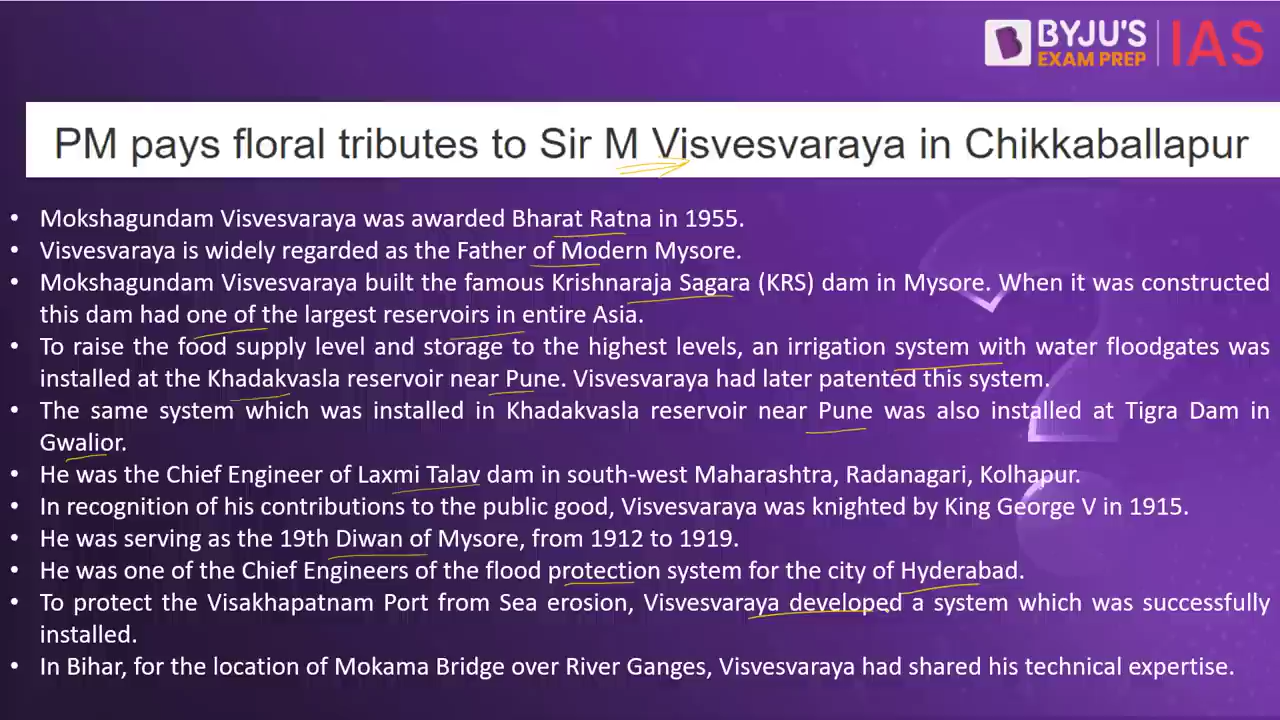 BYJU'S IAS
EXAM PREP
PM pays floral tributes to Sir M Visvesvaraya in Chikkaballapur
• Mokshagundam Visvesvaraya was awarded Bharat Ratna in 1955.
• Visvesvaraya is widely regarded as the Father of Modern Mysore.
• Mokshagundam Visvesvaraya built the famous Krishnaraja Sagara (KRS) dam in Mysore. When it was constructed
this dam had one of the largest reservoirs in entire Asia.
• To raise the food supply level and storage to the highest levels, an irrigation system with water floodgates was
installed at the Khadakvasla reservoir near Pune. Visvesvaraya had later patented this system.
• The same system which was installed in Khadakvasla reservoir near Pune was also installed at Tigra Dam in
Gwalior.
• He was the Chief Engineer of Laxmi Talav dam in south-west Maharashtra, Radanagari, Kolhapur.
• In recognition of his contributions to the public good, Visvesvaraya was knighted by King George V in 1915.
• He was serving as the 19th Diwan of Mysore, from 1912 to 1919.
• He was one of the Chief Engineers of the flood protection system for the city of Hyderabad.
• To protect the Visakhapatnam Port from Sea erosion, Visvesvaraya developed a system which was successfully
installed.
• In Bihar, for the location of Mokama Bridge over River Ganges, Visvesvaraya had shared his technical expertise.